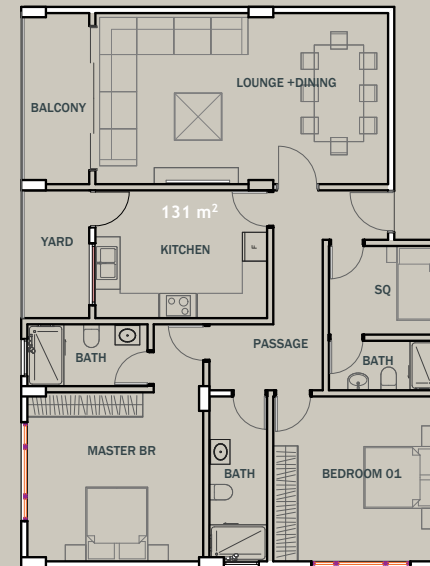 LOUNGE +DINING
BALCONY
131 m²
YARD
KITCHEN
F
SQ
PASSAGE
BATH
BATH
MASTER BR
BATH
BEDROOM 01